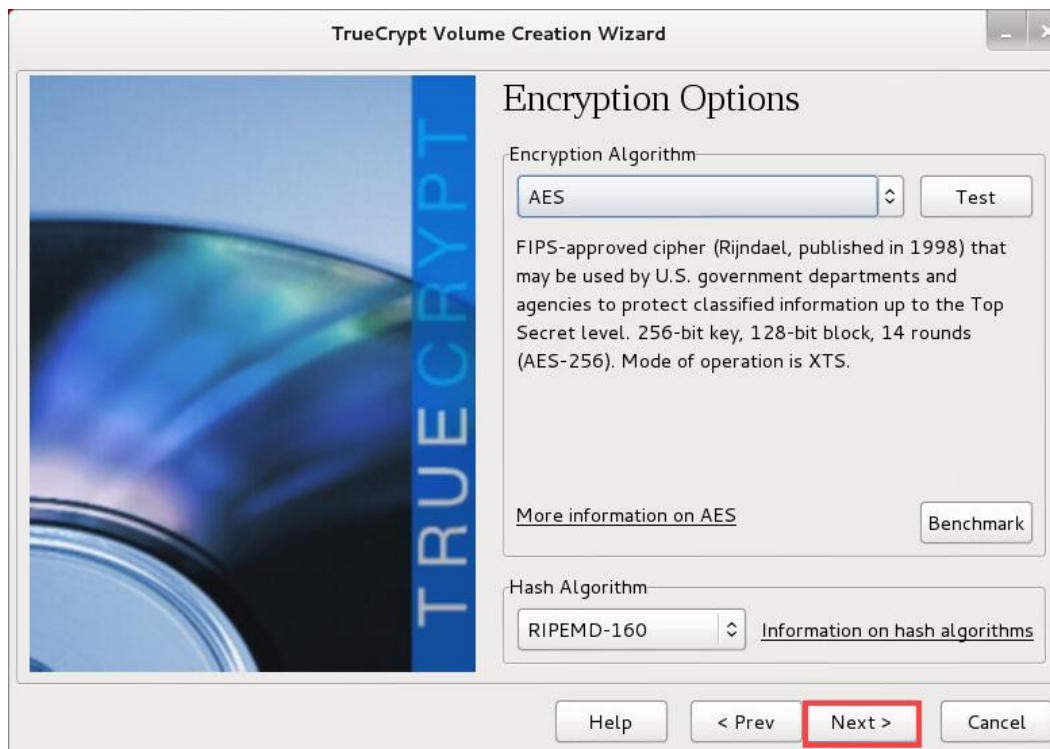 TrueCrypt Volume Creation Wizard
TRUECRYPT
Encryption Options
Encryption Algorithm
AES
Test
FIPS-approved cipher (Rijndael, published in 1998) that
may be used by U.S. government departments and
agencies to protect classified information up to the Top
Secret level. 256-bit key, 128-bit block, 14 rounds
(AES-256). Mode of operation is XTS.
More information on AES
Benchmark
Hash Algorithm
RIPEMD-160
Information on hash algorithms
Help
< Prev
Next >
Cancel